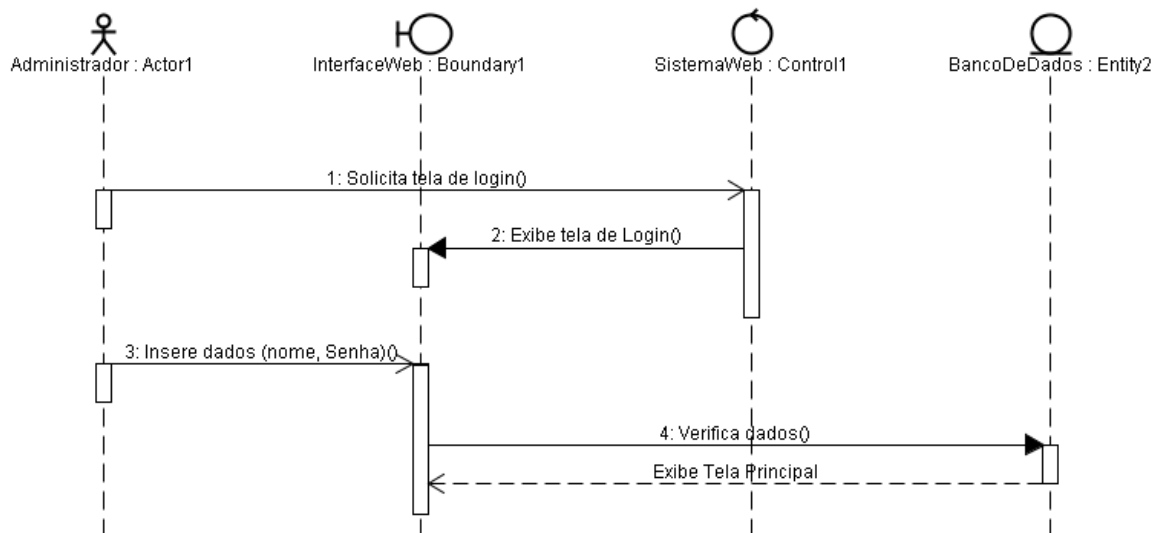 Administrador : Actor1
InterfaceWeb : Boundary1
SistemaWeb : Control1
BancoDeDados : Entity2
1: Solicita tela de login()
2: Exibe tela de Login()
3: Insere dados (nome, Senha)()
4: Verifica dados()
Exibe Tela Principal